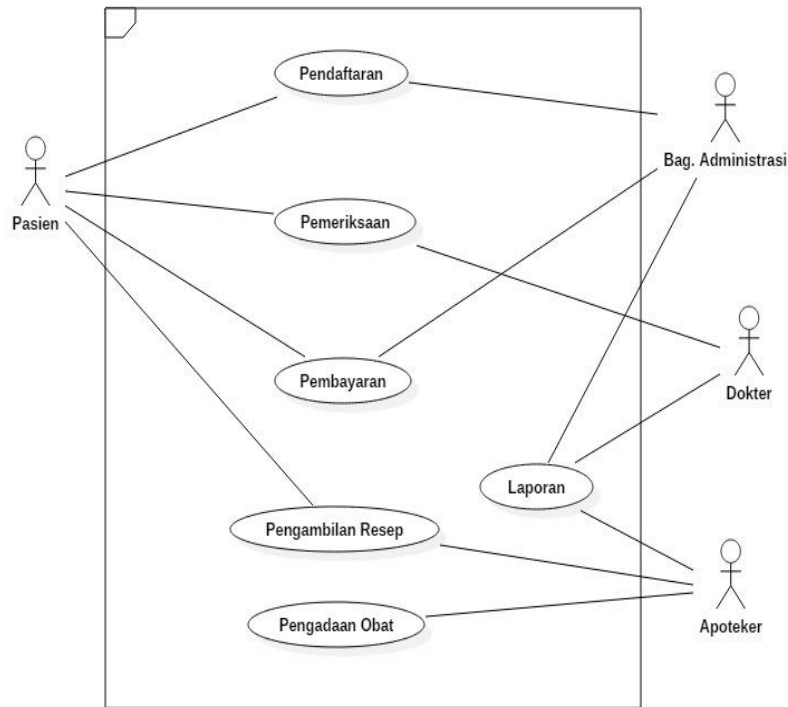 Pendaftaran
Bag. Administrasi
Pasien
Pemeriksaan
Pembayaran
Dokter
Laporan
Pengambilan Resep
Pengadaan Obat
Apoteker